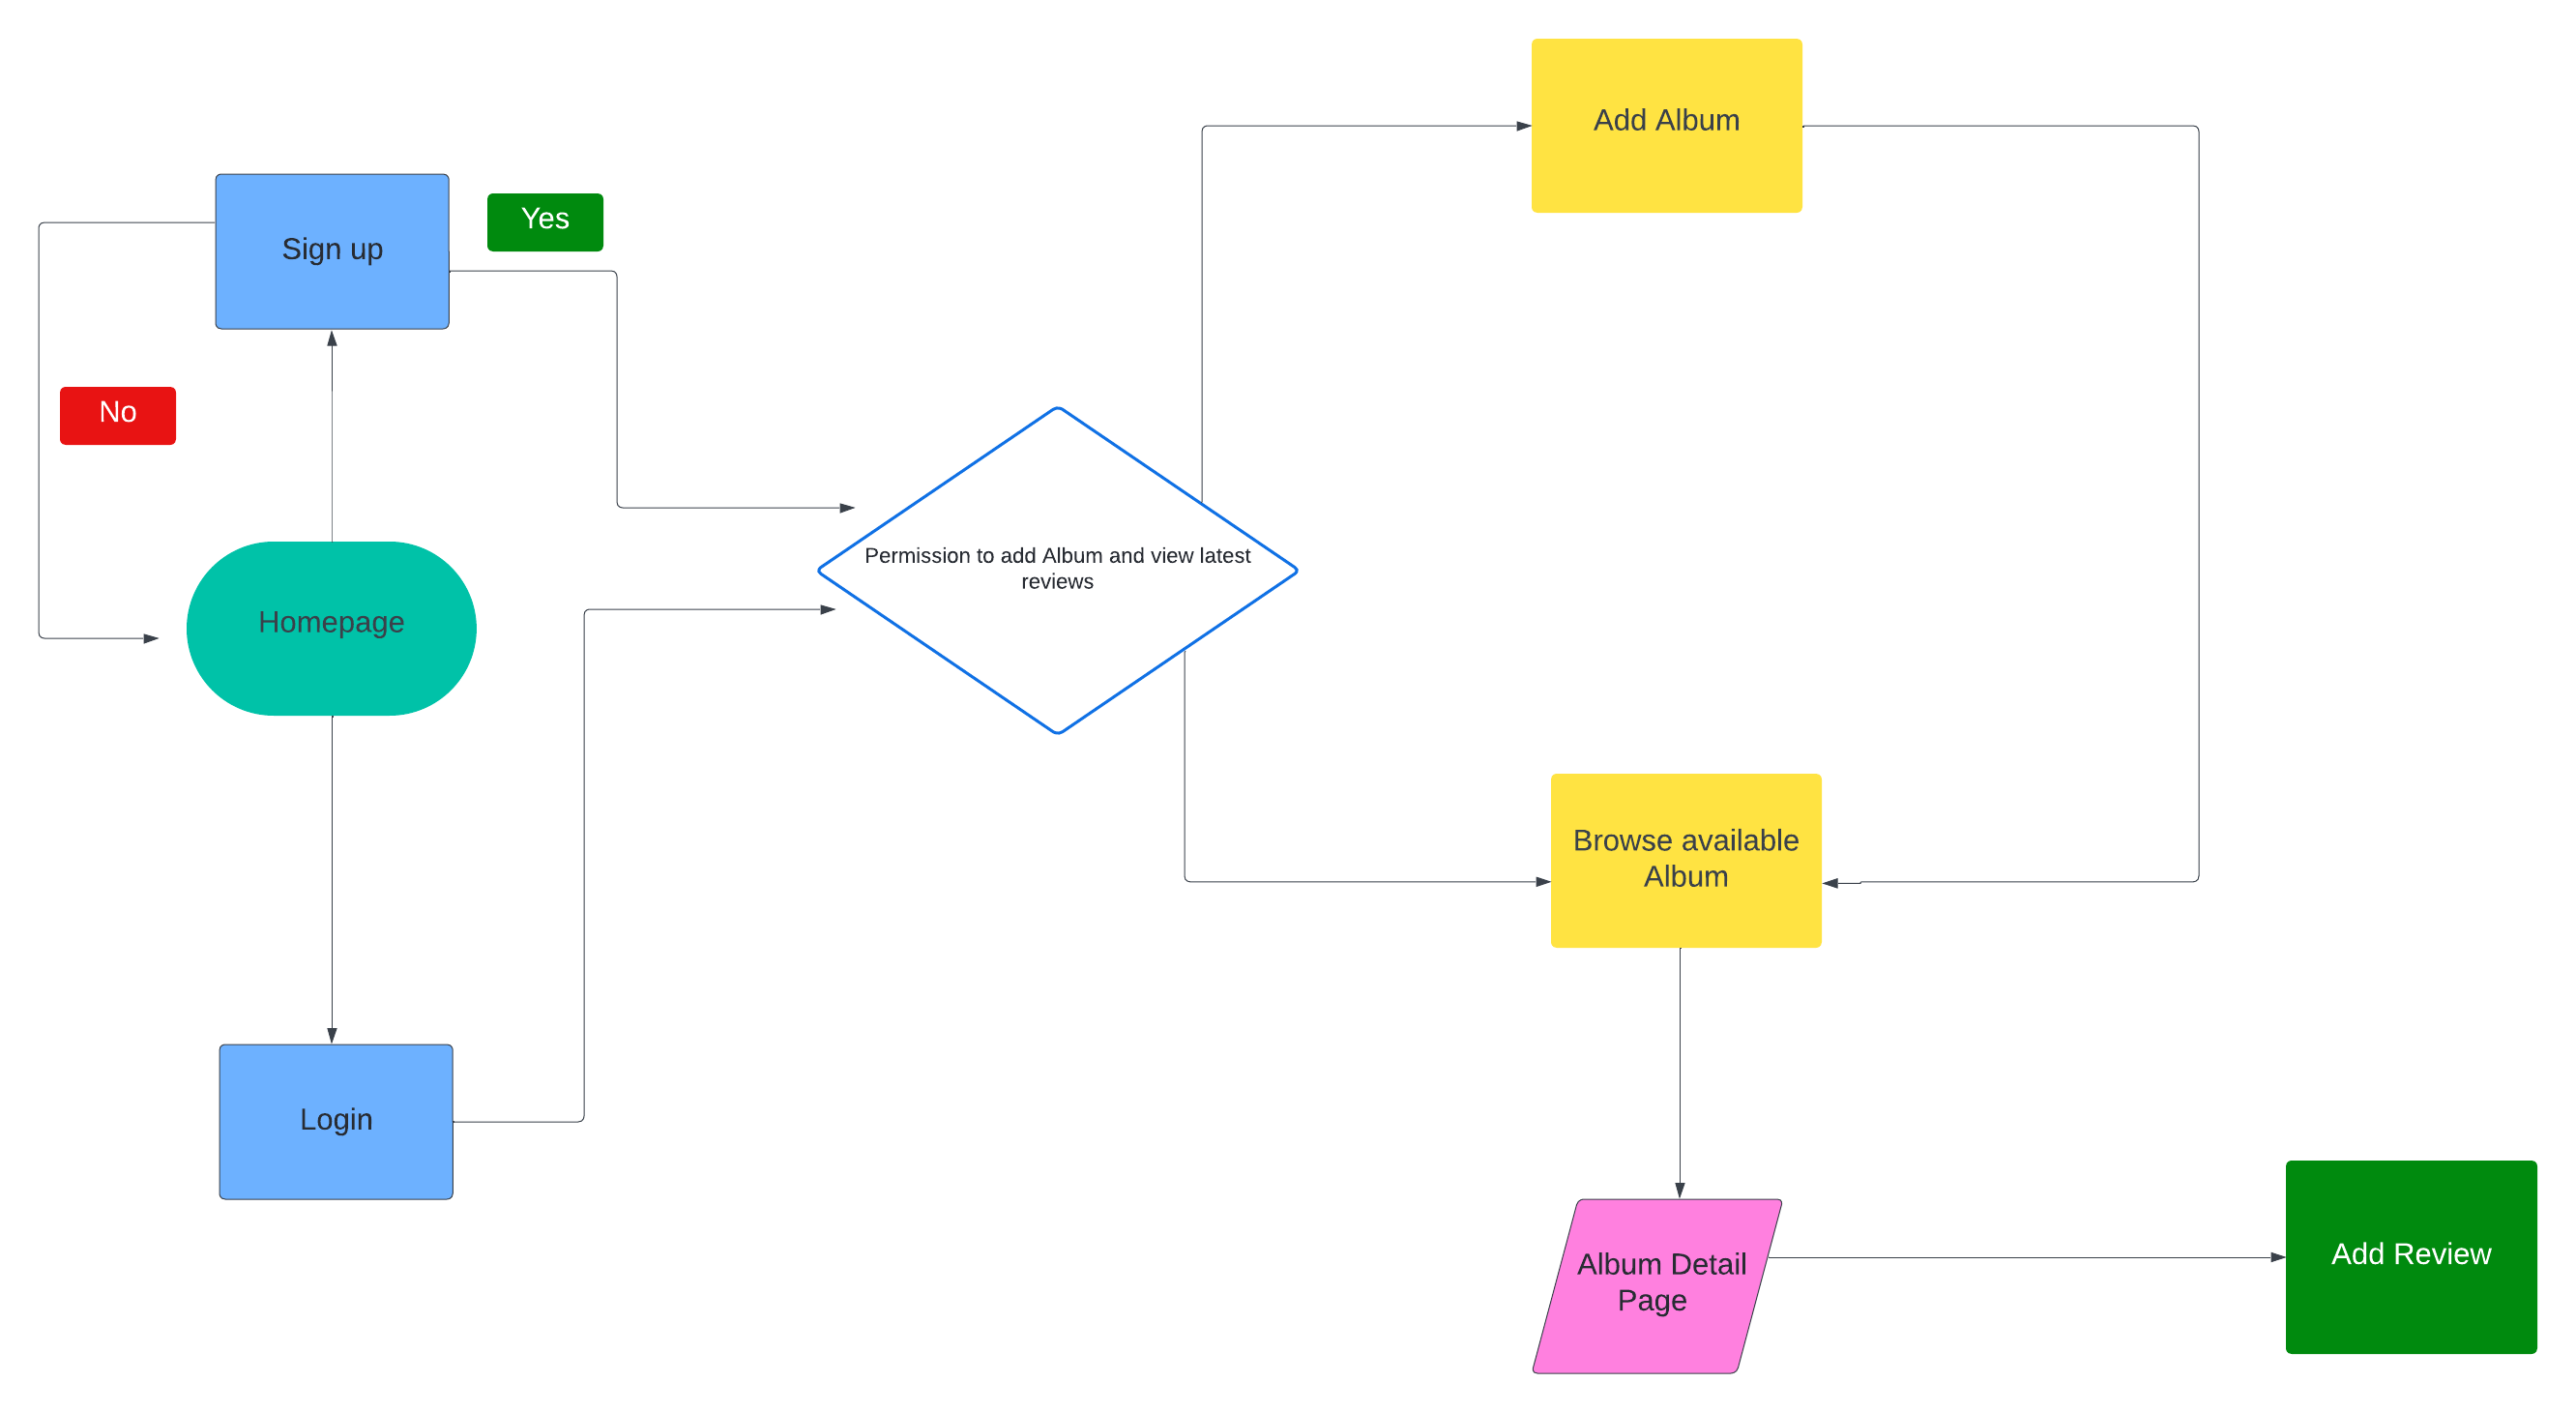 Add Album
Yes
Sign up
No
Permission to add Album and view latest
reviews
Homepage
Browse available
Album
Login
Album Detail
Page
Add Review